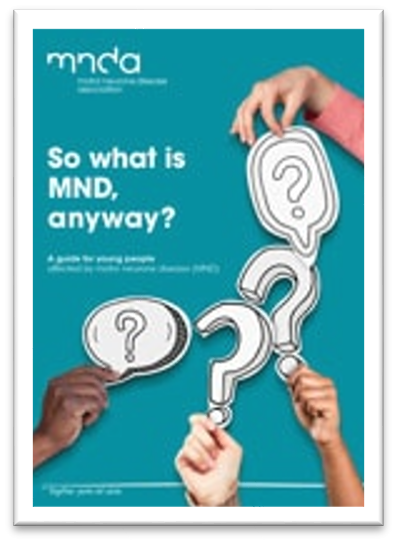 mnda
motor neurone disease
association
So what is
MND,
anyway?
A guide for young people
affected by motor neurone disease (MND)
?
?
?
?